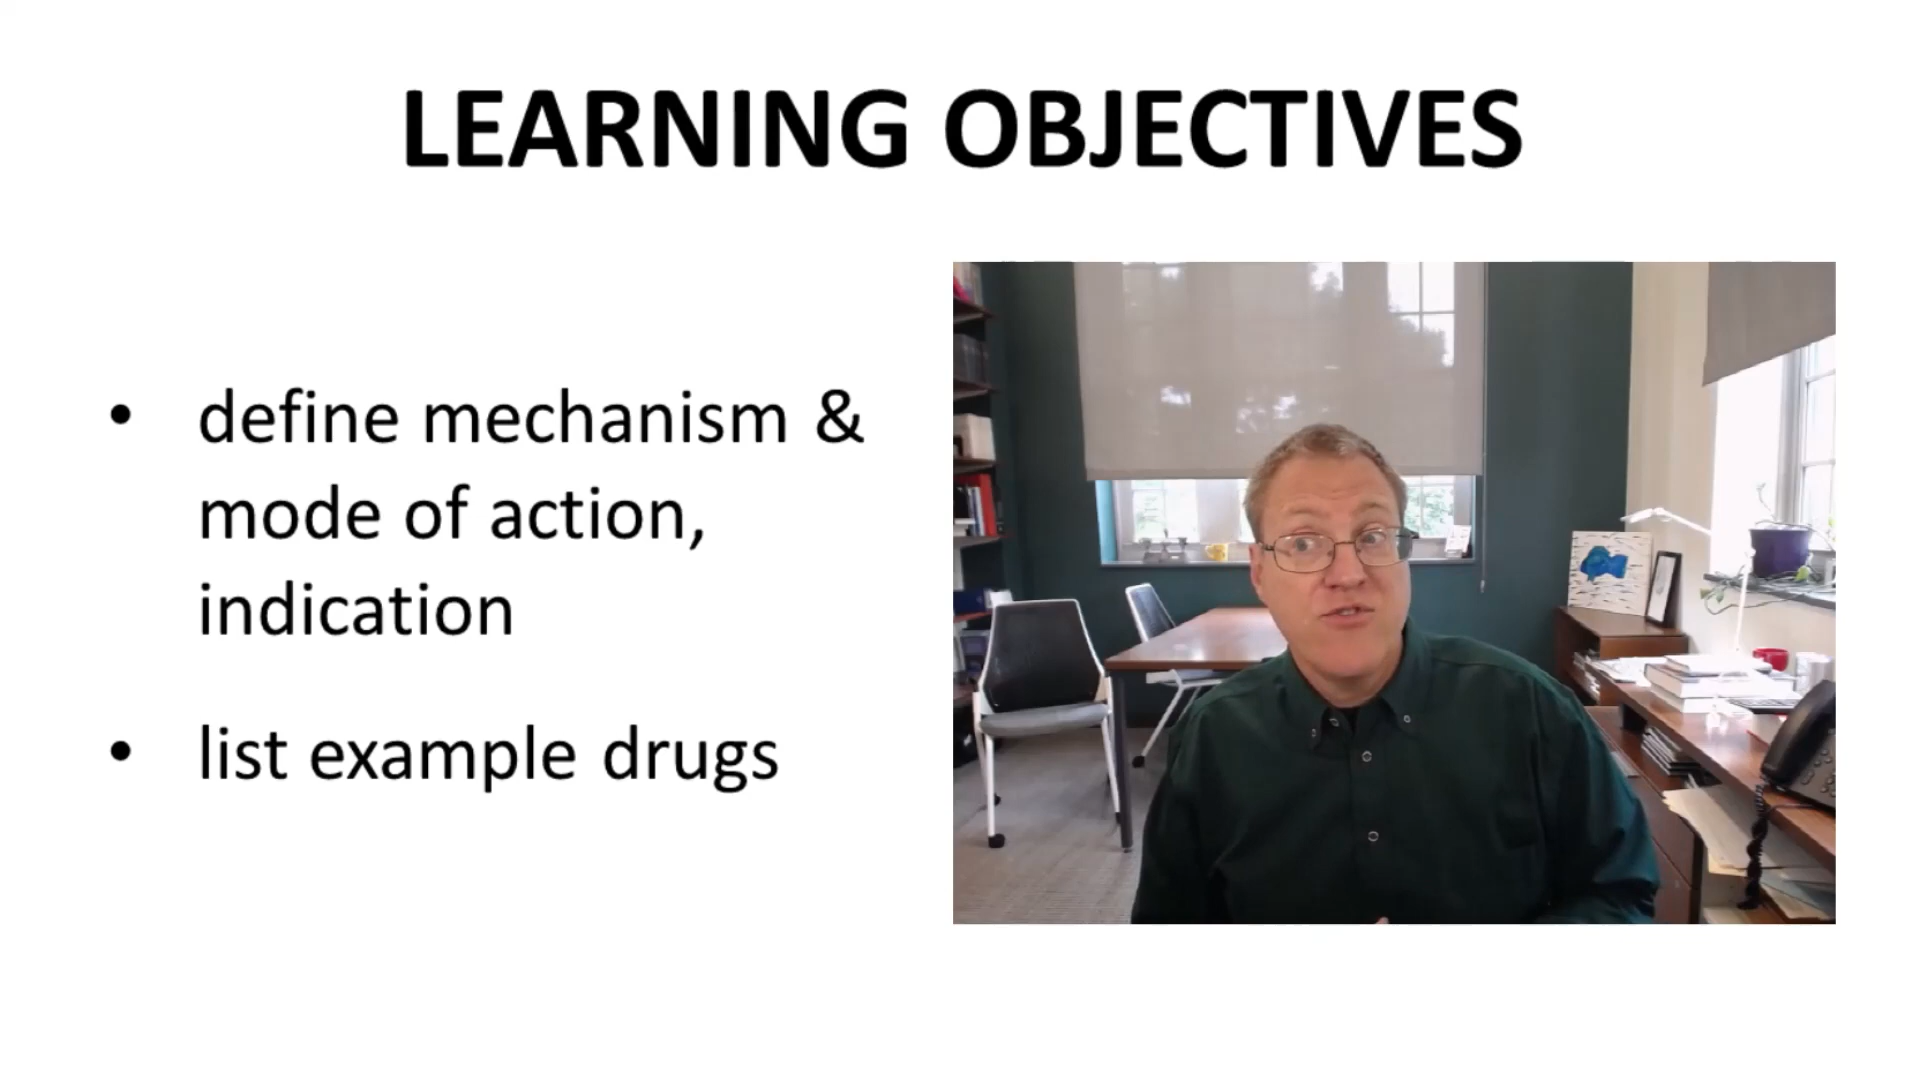 LEARNING OBJECTIVES
• define mechanism &
mode of action,
indication
• list example drugs